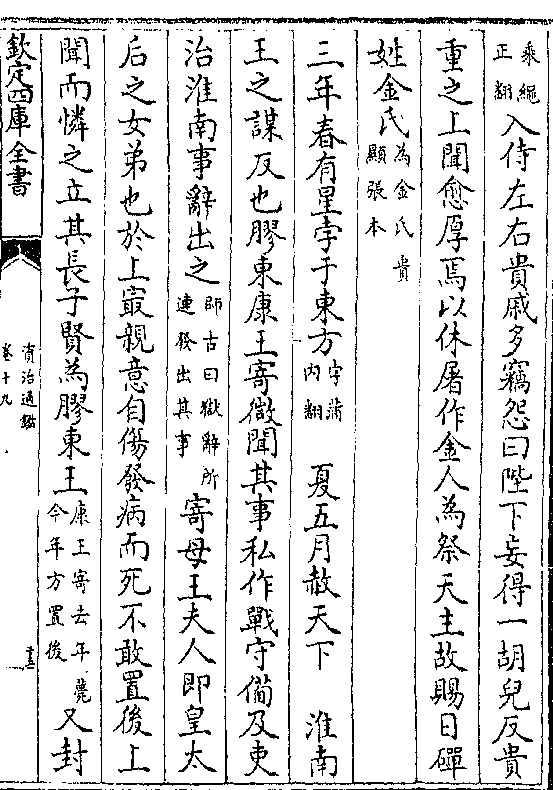 乘繩正翻入侍左右貴戚多竊怨曰陛下妄得一胡兒反貴
重之上聞愈厚焉以休屠作金人為祭天主故賜日磾
姓金氏為金氏貴顯張本
三年春有星孛于東方孛蒲内翻 夏五月赦天下 淮南
王之謀反也膠東康王寄微聞其事私作戰守備及吏
治淮南事辭出之師古曰獄辭所連發出其事寄母王夫人即皇太
后之女弟也於上最親意自傷發病而死不敢置後上
聞而憐之立其長子賢為膠東王康王寄去年薨今年方置後又封
欽定四庫全書
資治通鑑
卷十九